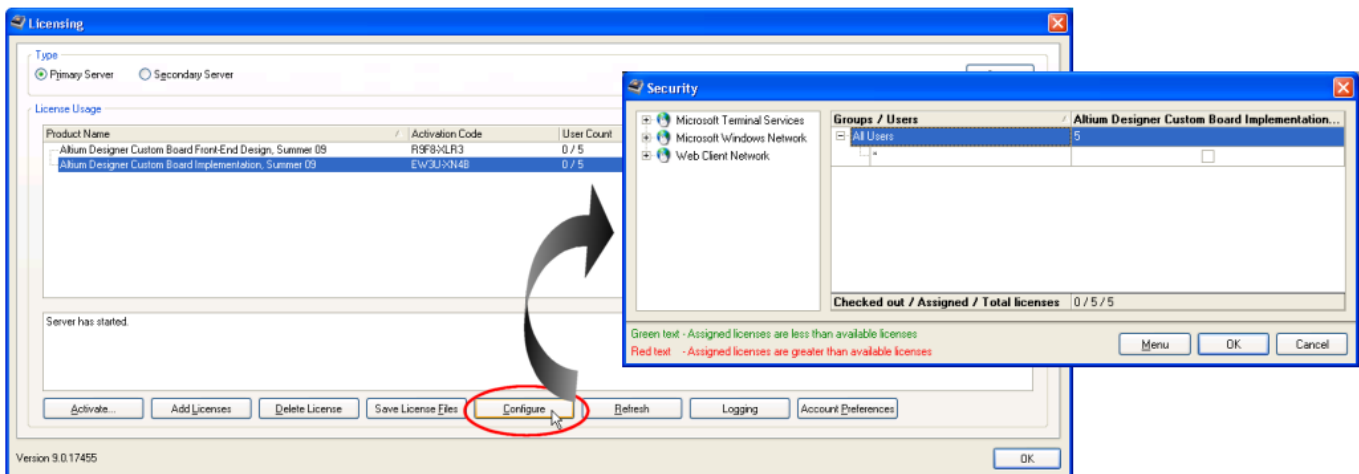 Licensing
Type
Primary Server Secondary Server
License Usage
Product Name / Activation Code User Count
Altium Designer Custom Board Front-End Design, Summer 09 R9F8-XLR3 0 / 5
Altium Designer Custom Board Implementation, Summer 09 EW3U-XN4B 0 / 5
Server has started.
Activate... Add Licenses Delete License Save License Files Configure Refresh Logging Account Preferences
Version 9.0.17455 OK
Security
Microsoft Terminal Services
Microsoft Windows Network
Web Client Network
Groups / Users / Altium Designer Custom Board Implementation...
All Users 5
*
Checked out / Assigned / Total licenses 0 / 5 / 5
Green text - Assigned licenses are less than available licenses
Red text - Assigned licenses are greater than available licenses
Menu OK Cancel